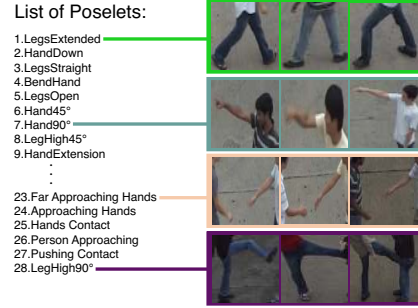 List of Poselets:
1.LegsExtended
2.HandDown
3.LegsStraight
4.BendHand
5.LegsOpen
6.Hand45°
7.Hand90°
8.LegHigh45°
9.HandExtension
.
.
.
23.Far Approaching Hands
24.Approaching Hands
25.Hands Contact
26.Person Approaching
27.Pushing Contact
28.LegHigh90°